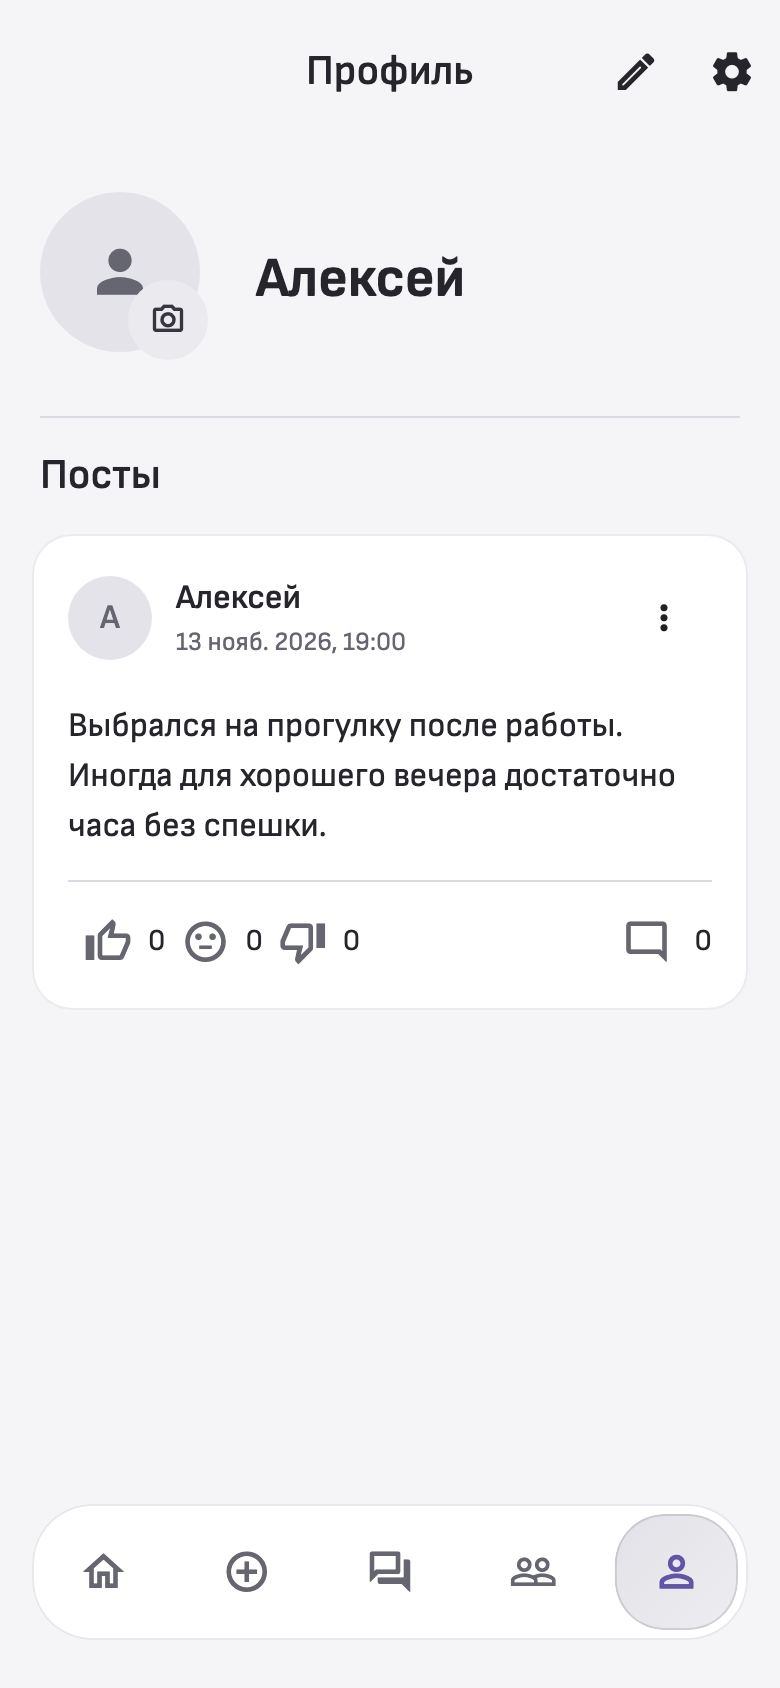 Профиль
Алексей
Посты
А
Алексей
13 нояб. 2026, 19:00
Выбрался на прогулку после работы.
Иногда для хорошего вечера достаточно
часа без спешки.
0 0 0 0